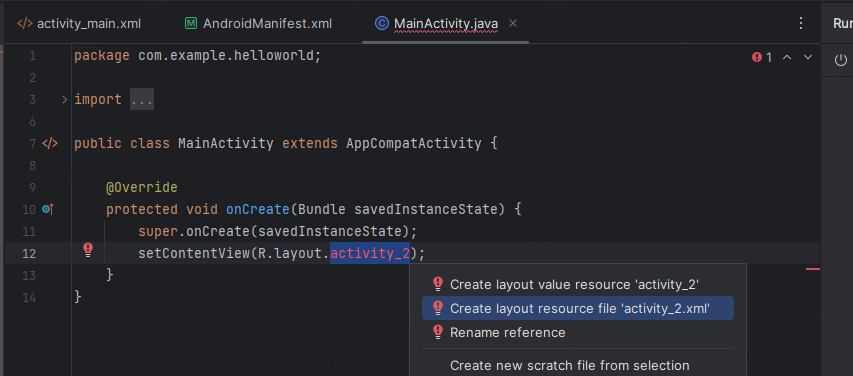 activity_main.xml AndroidManifest.xml MainActivity.java Run
1 package com.example.helloworld; 1
2
3 import ...
6
7 public class MainActivity extends AppCompatActivity {
8
9 @Override
10 protected void onCreate(Bundle savedInstanceState) {
11 super.onCreate(savedInstanceState);
12 setContentView(R.layout.activity_2);
13 }
14 }
Create layout value resource 'activity_2'
Create layout resource file 'activity_2.xml'
Rename reference
Create new scratch file from selection